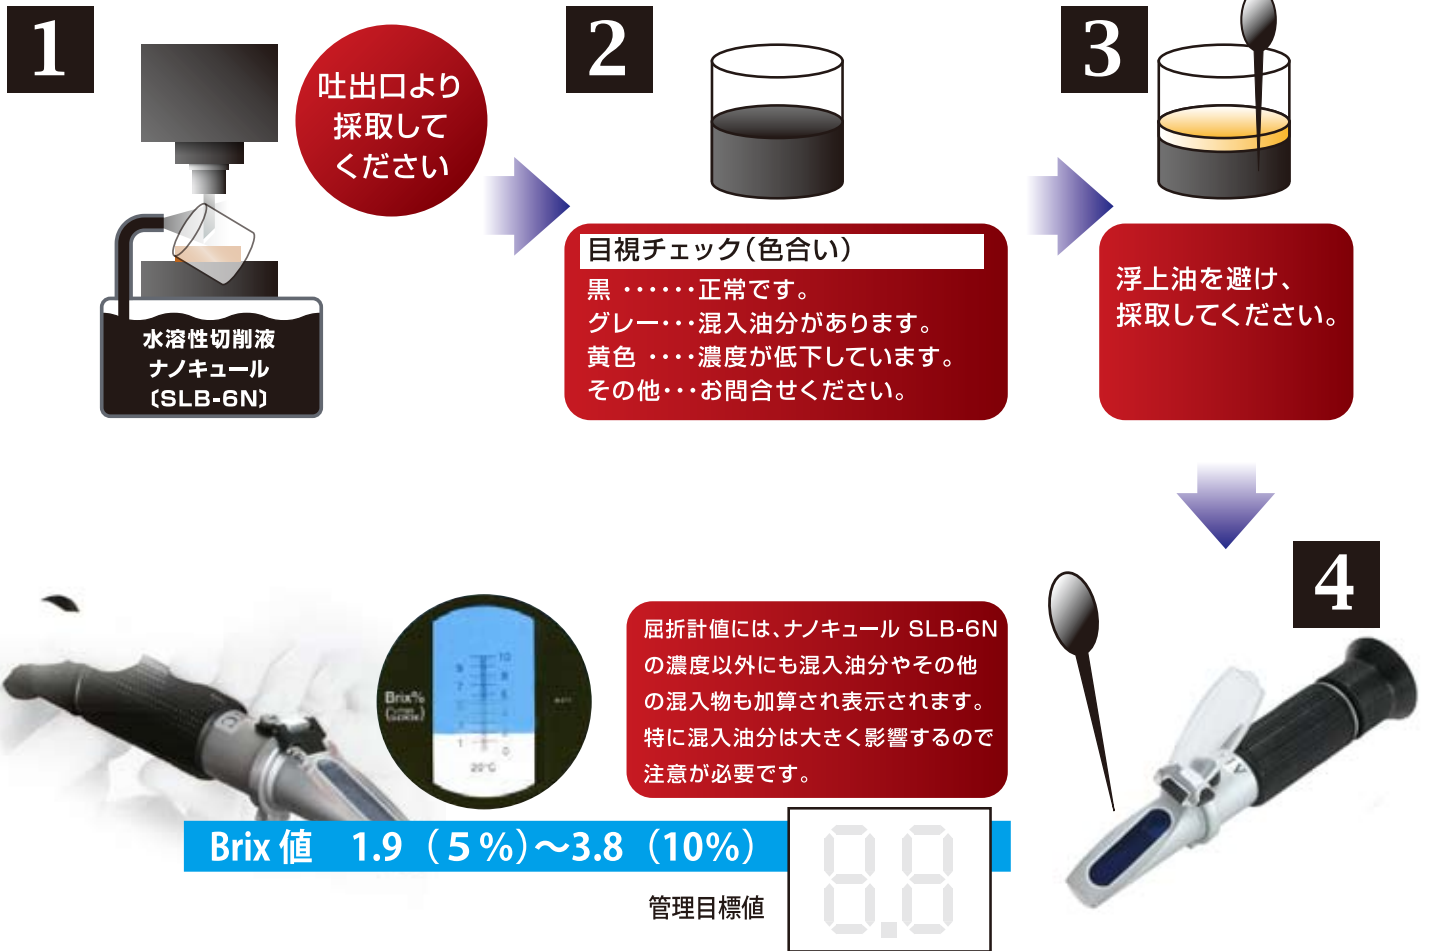 1
吐出口より
採取して
ください
水溶性切削液
ナノキュール
〔SLB-6N〕
2
目視チェック（色合い）
黒 ‥‥‥正常です。
グレー･･･混入油分があります。
黄色 ････濃度が低下しています。
その他･･･お問合せください。
3
浮上油を避け、
採取してください。
4
屈折計値には、ナノキュール SLB-6N
の濃度以外にも混入油分やその他
の混入物も加算され表示されます。
特に混入油分は大きく影響するので
注意が必要です。
Brix%
10
20°C
Brix 値 1.9（5%）～3.8（10%）
管理目標値
8.8